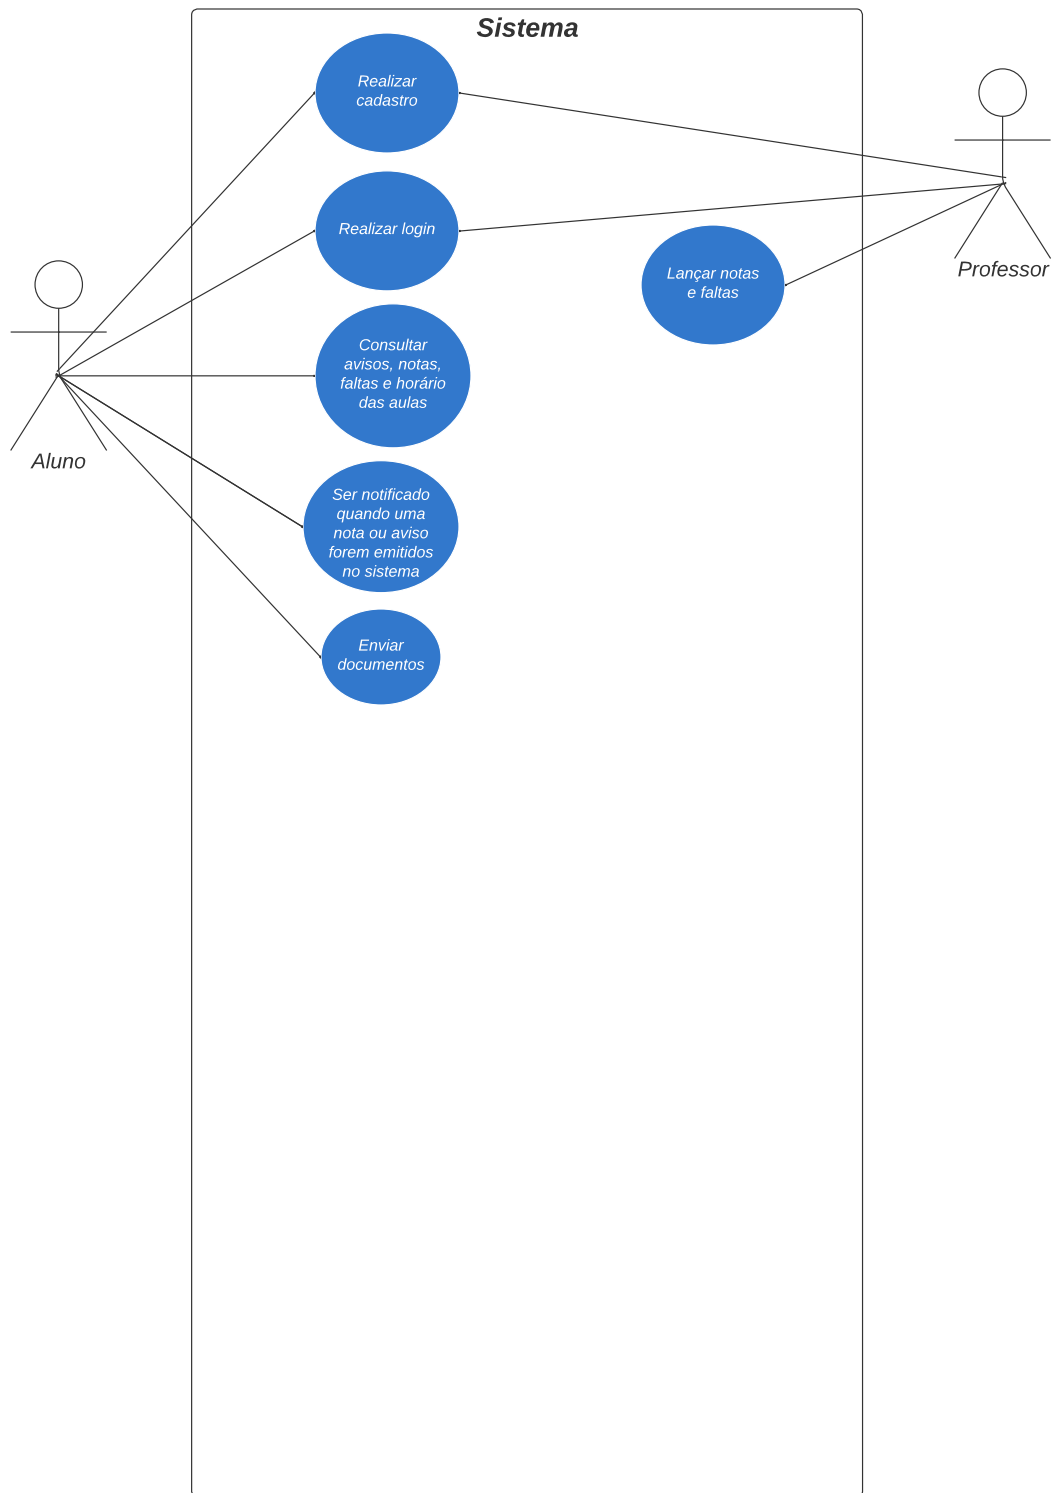 Sistema
Realizar
cadastro
Realizar login
Lançar notas
e faltas
Professor
Consultar
avisos, notas,
faltas e horário
das aulas
Aluno
Ser notificado
quando uma
nota ou aviso
forem emitidos
no sistema
Enviar
documentos